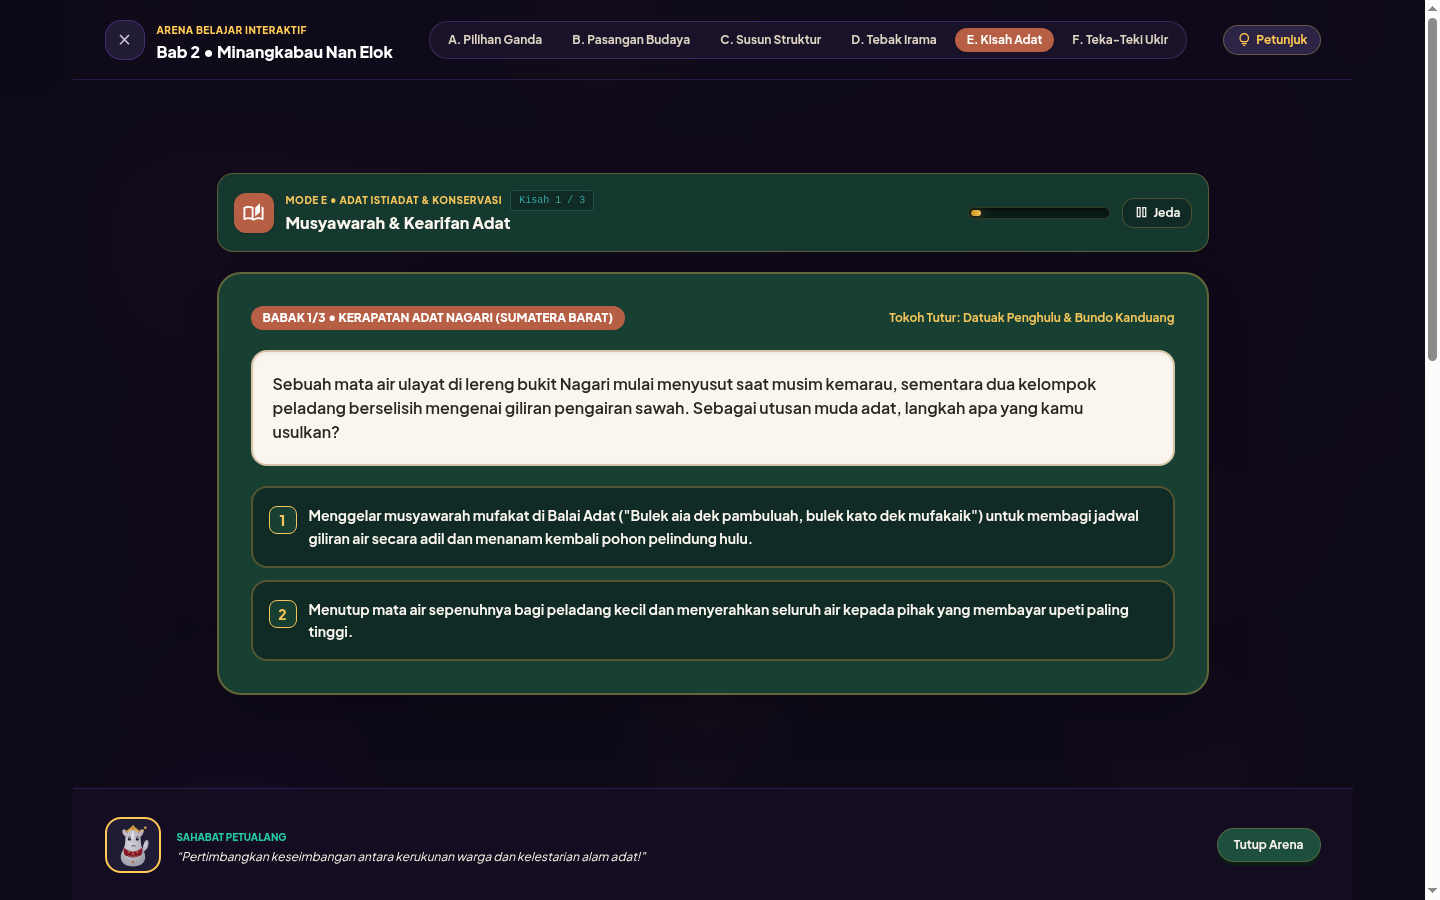 ARENA BELAJAR INTERAKTIF
Bab 2 • Minangkabau Nan Elok
A. Pilihan Ganda
B. Pasangan Budaya
C. Susun Struktur
D. Tebak Irama
E. Kisah Adat
F. Teka-Teki Ukir
Petunjuk
MODE E • ADAT ISTIADAT & KONSERVASI
Kisah 1 / 3
Musyawarah & Kearifan Adat
Jeda
BABAK 1/3 • KERAPATAN ADAT NAGARI (SUMATERA BARAT)
Tokoh Tutur: Datuak Penghulu & Bundo Kanduang
Sebuah mata air ulayat di lereng bukit Nagari mulai menyusut saat musim kemarau, sementara dua kelompok
peladang berselisih mengenai giliran pengairan sawah. Sebagai utusan muda adat, langkah apa yang kamu
usulkan?
1
Menggelar musyawarah mufakat di Balai Adat ("Bulek aia dek pambuluah, bulek kato dek mufakaik") untuk membagi jadwal
giliran air secara adil dan menanam kembali pohon pelindung hulu.
2
Menutup mata air sepenuhnya bagi peladang kecil dan menyerahkan seluruh air kepada pihak yang membayar upeti paling
tinggi.
SAHABAT PETUALANG
"Pertimbangkan keseimbangan antara kerukunan warga dan kelestarian alam adat!"
Tutup Arena